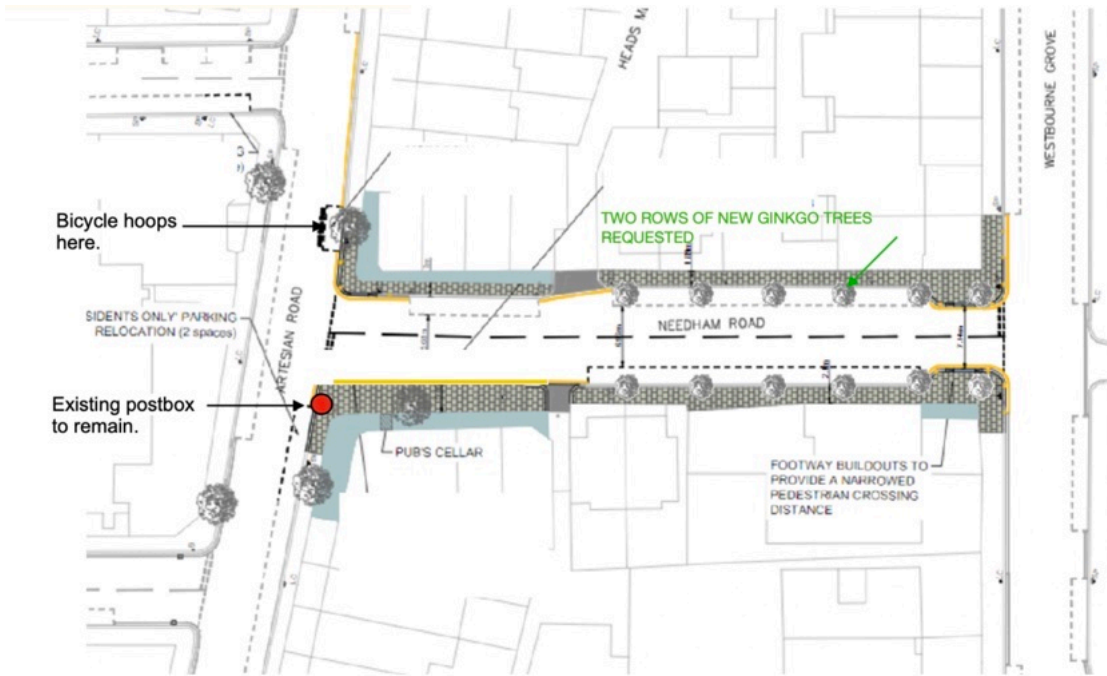 HEADS M
WESTBOURNE GROVE
Bicycle hoops
here.
TWO ROWS OF NEW GINKGO TREES
REQUESTED
ARTESIAN ROAD
SIDENTS ONLY' PARKING
RELOCATION (2 spaces)
NEEDHAM ROAD
Existing postbox
to remain.
PUB'S CELLAR
FOOTWAY BUILDOUTS TO
PROVIDE A NARROWED
PEDESTRIAN CROSSING
DISTANCE